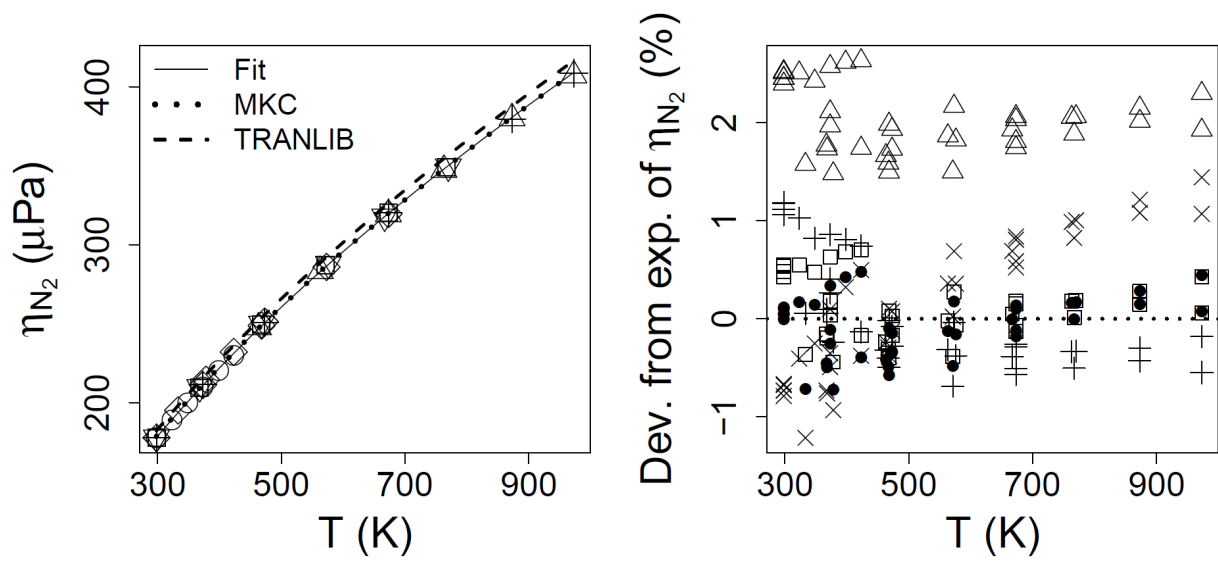 η_N₂ (μPa)
400
300
200
Fit
MKC
TRANLIB
300 500 700 900
T (K)
Dev. from exp. of η_N₂ (%)
2
1
0
−1
300 500 700 900
T (K)